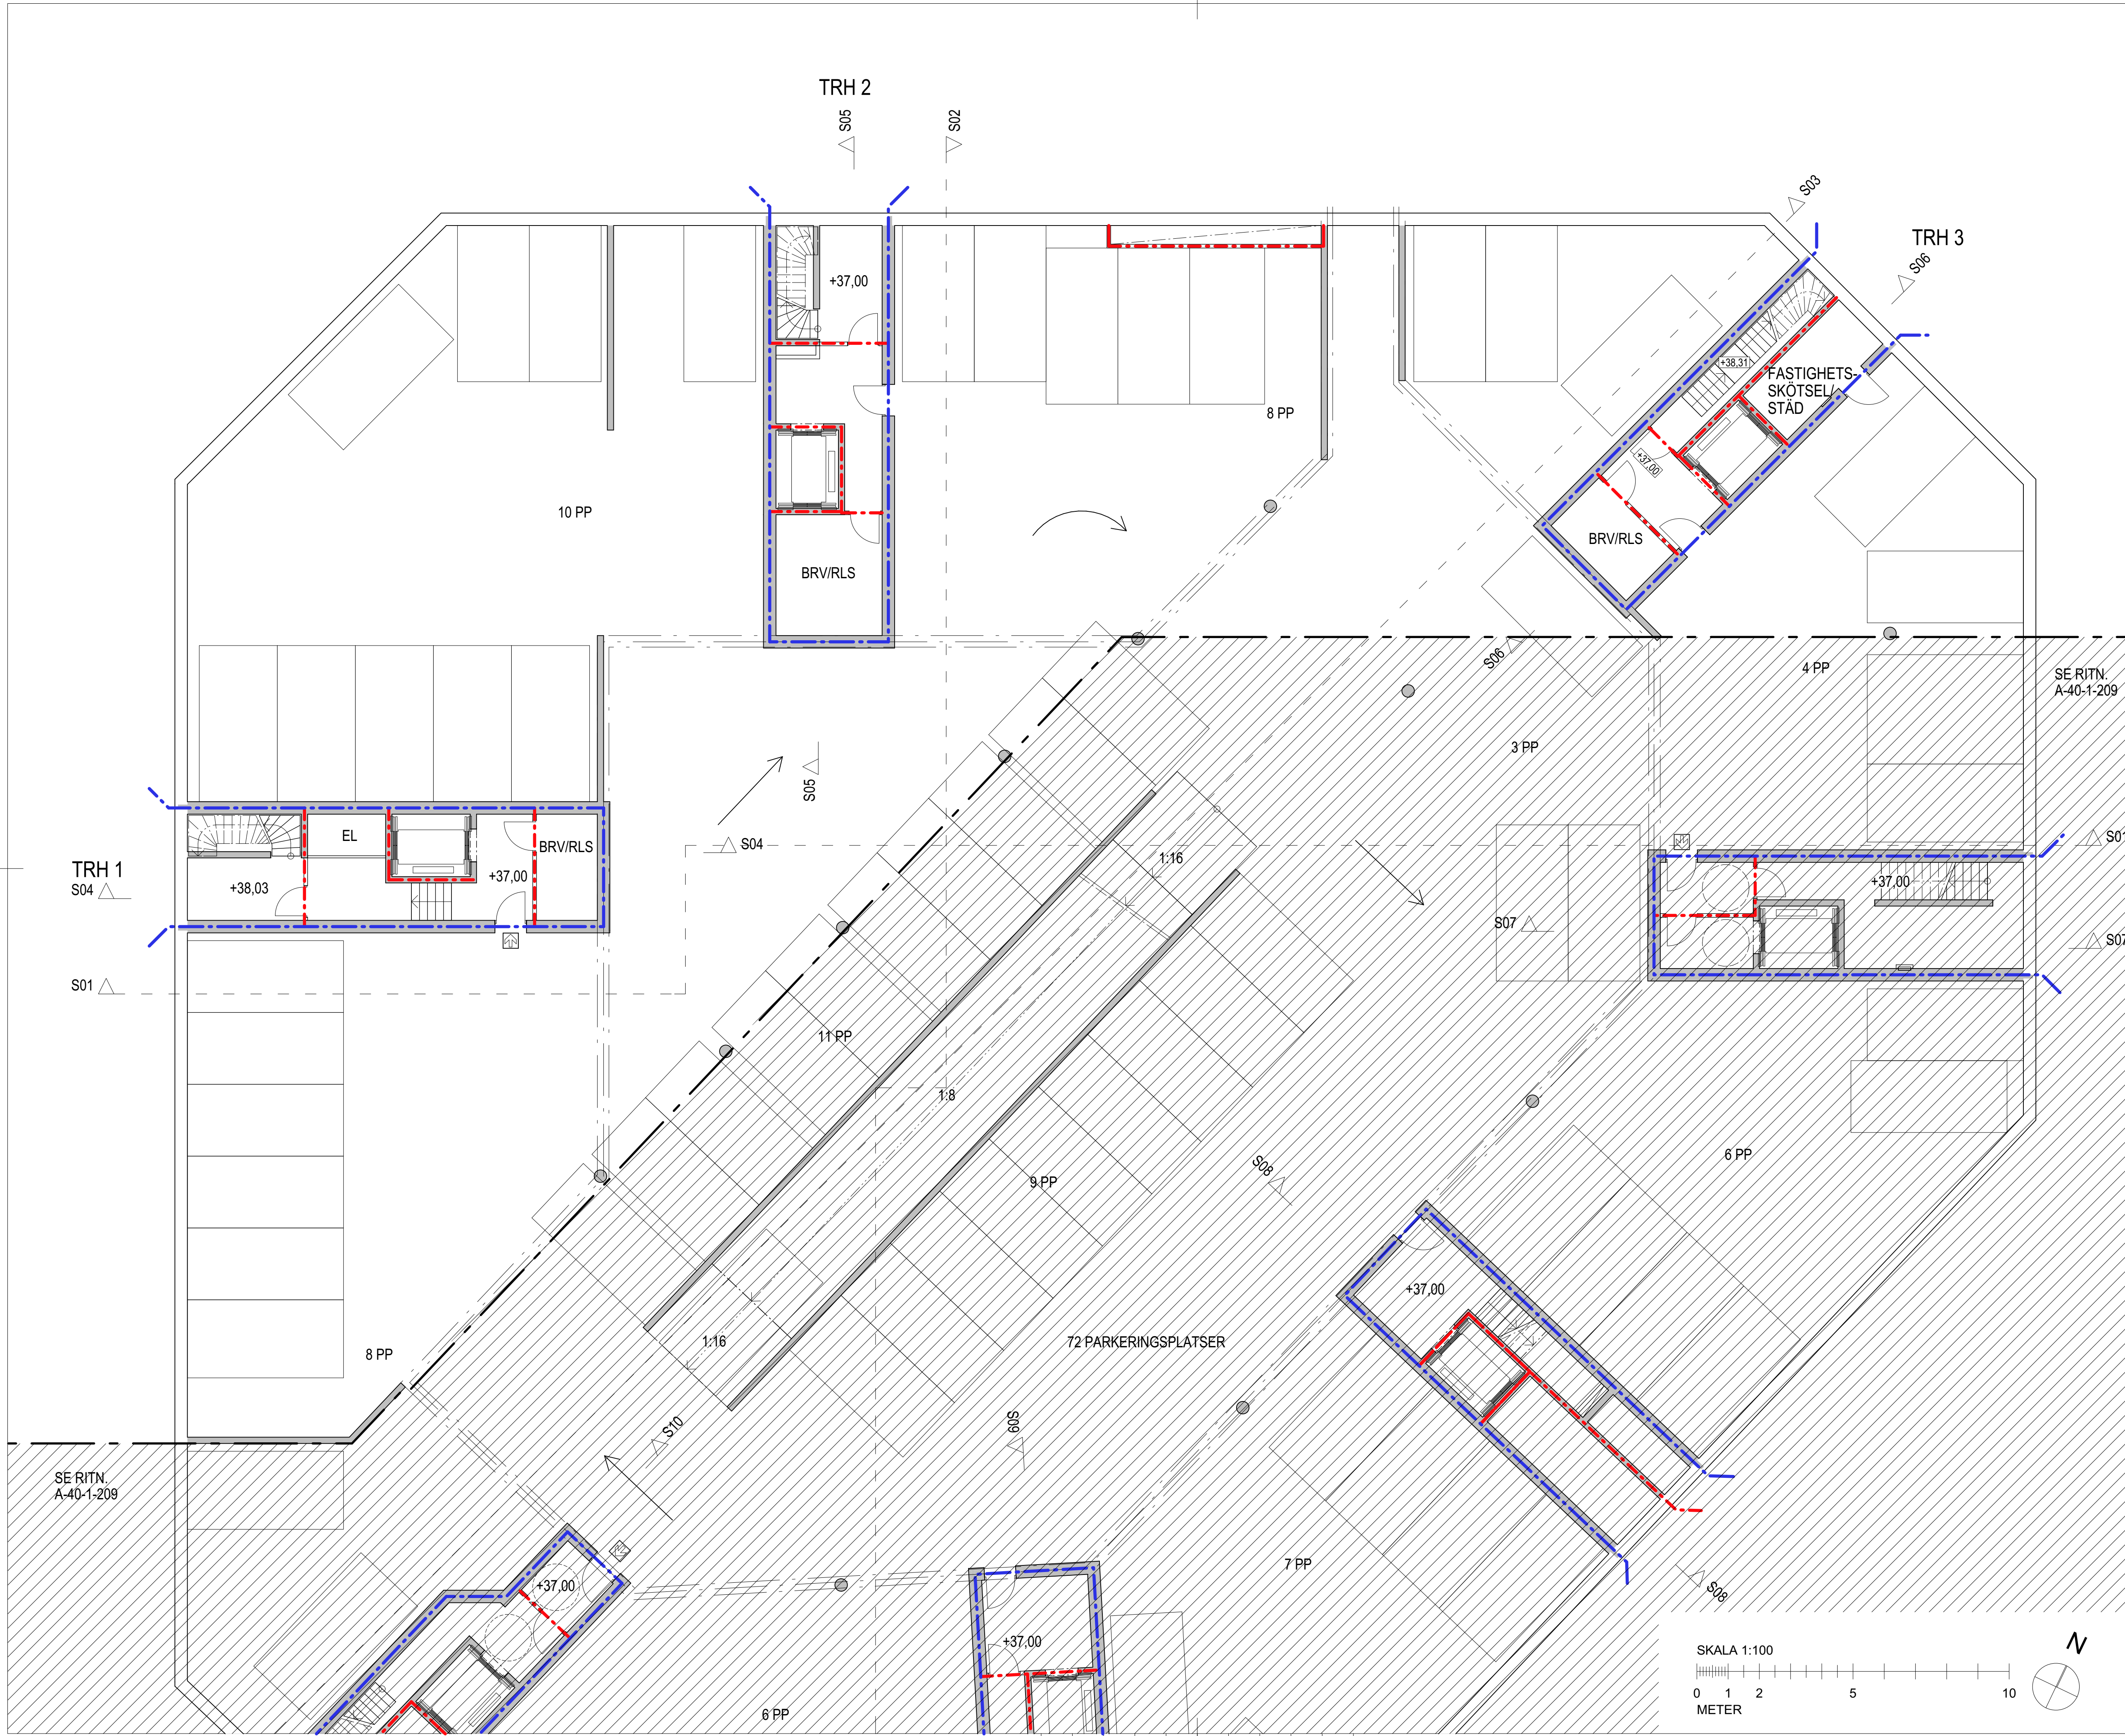 TRH 2
S05
S02
S03
TRH 3
S06
+37,00
+38,31
FASTIGHETS-
SKÖTSEL/
STÄD
8 PP
+37,00
10 PP
BRV/RLS
BRV/RLS
S06
4 PP
SE RITN.
A-40-1-209
3 PP
S05
EL
BRV/RLS
S04
1:16
S01
TRH 1
S04
+38,03
+37,00
+37,00
S07
S07
S01
11 PP
1:8
6 PP
S08
9 PP
+37,00
1:16
72 PARKERINGSPLATSER
8 PP
S10
S09
SE RITN.
A-40-1-209
7 PP
+37,00
S08
+37,00
6 PP
SKALA 1:100
N
0 1 2 5 10
METER